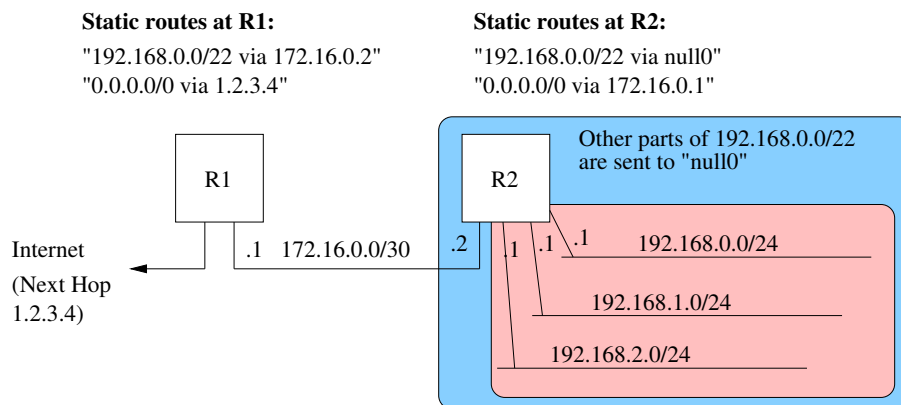 Static routes at R1:
"192.168.0.0/22 via 172.16.0.2"
"0.0.0.0/0 via 1.2.3.4"
Static routes at R2:
"192.168.0.0/22 via null0"
"0.0.0.0/0 via 172.16.0.1"
Other parts of 192.168.0.0/22
are sent to "null0"
R1
R2
Internet
(Next Hop
1.2.3.4)
.1 172.16.0.0/30 .2
.1 .1 .1 192.168.0.0/24
192.168.1.0/24
192.168.2.0/24